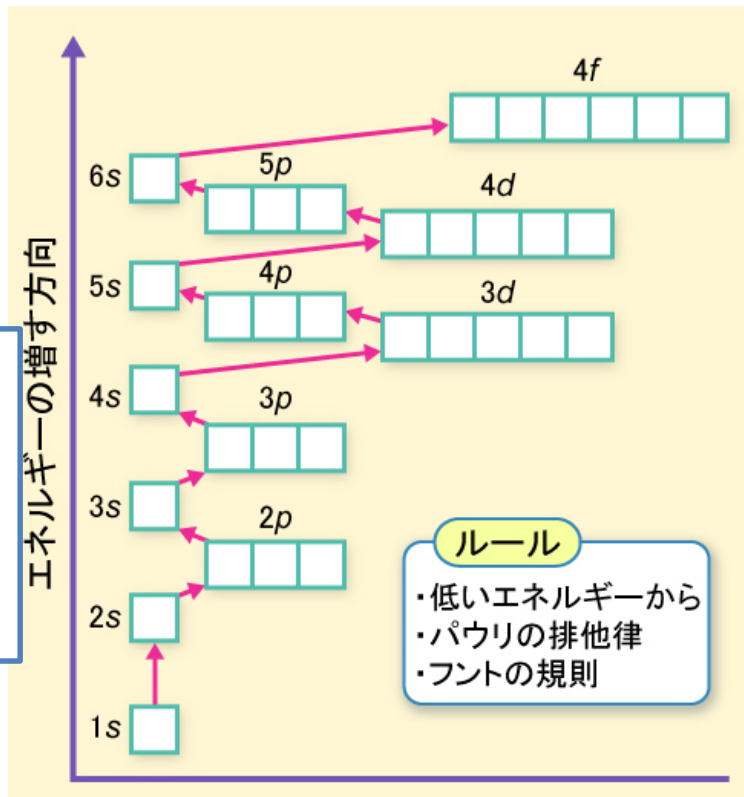 4f
6s
5p
4d
5s
4p
3d
4s
3p
3s
2p
2s
1s
エネルギーの増す方向
ルール
・低いエネルギーから
・パウリの排他律
・フントの規則